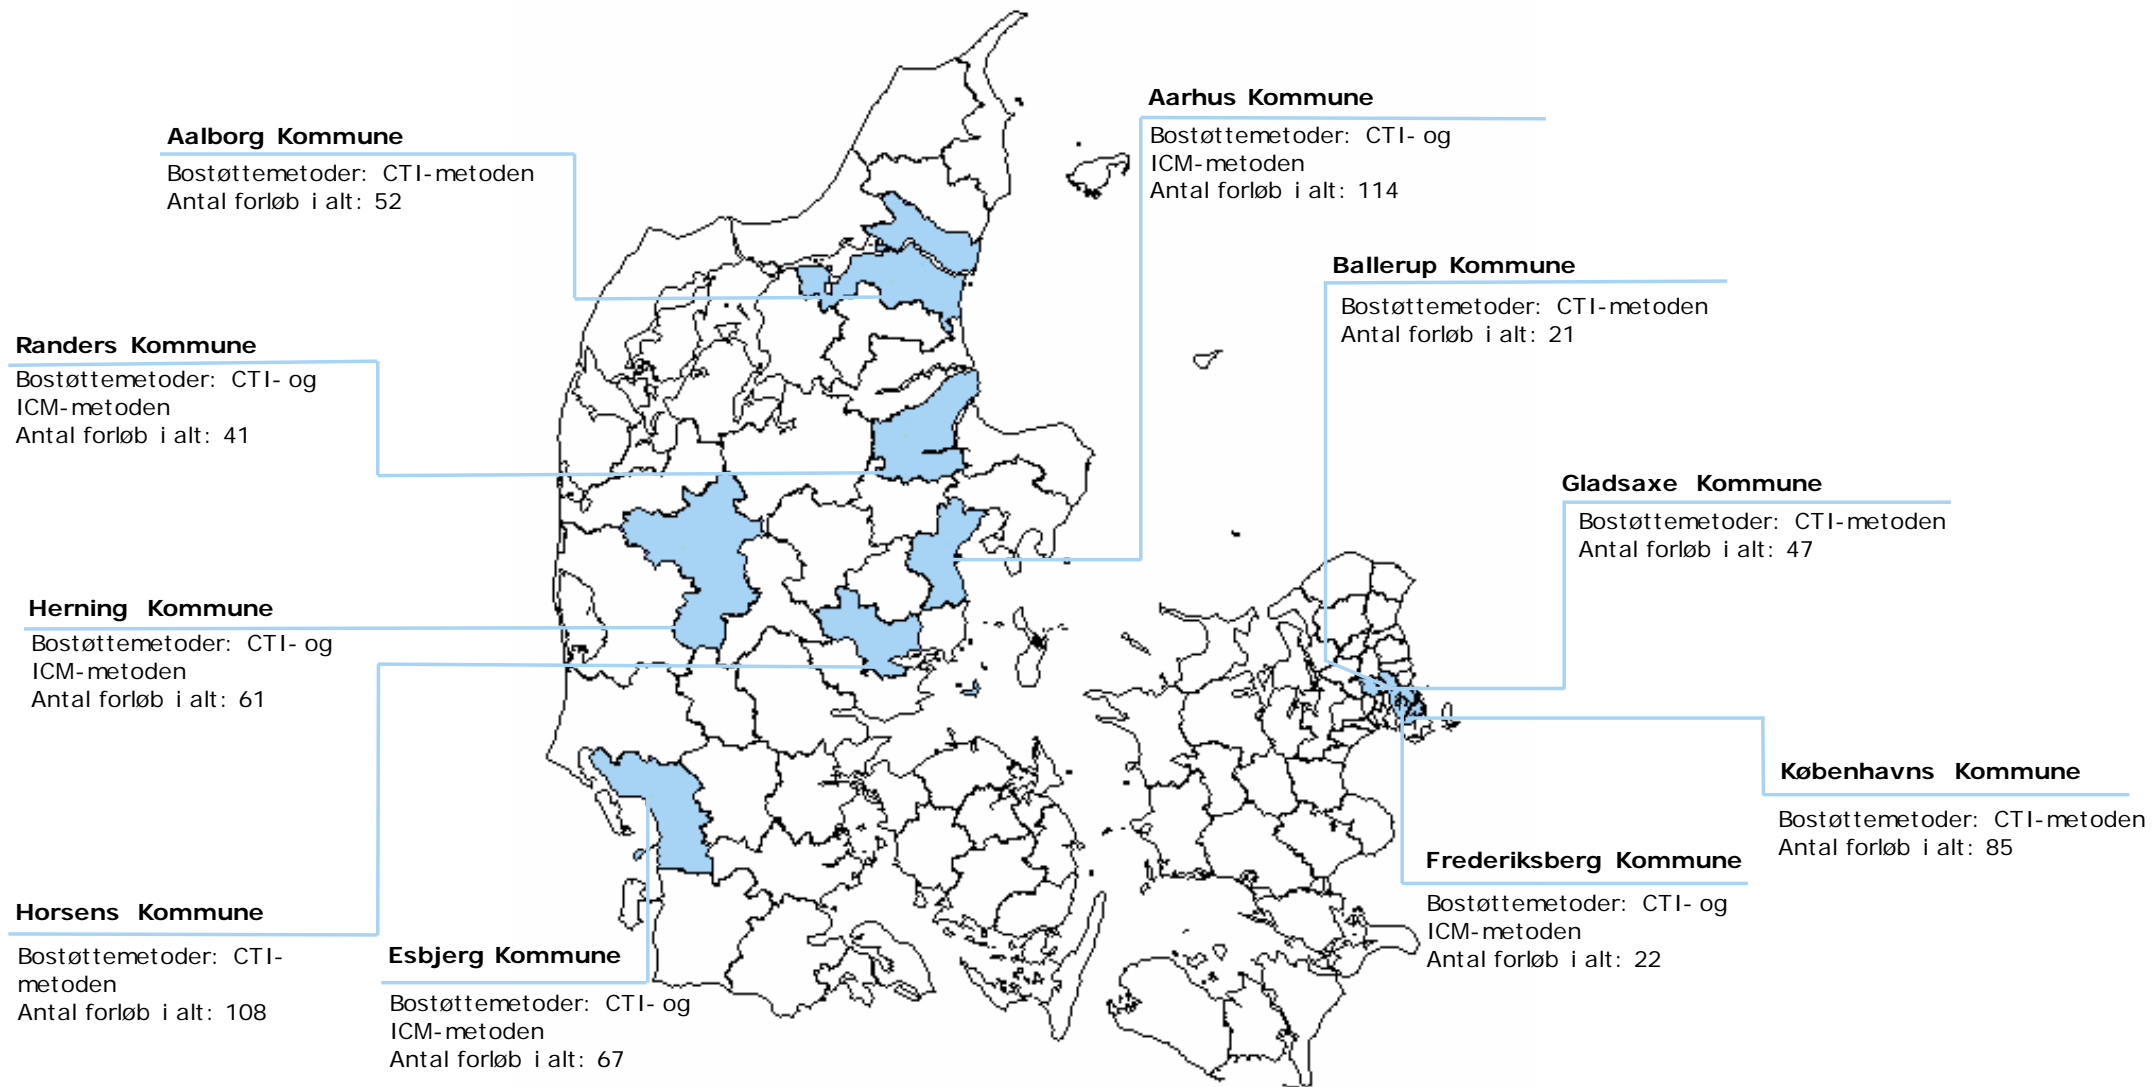 Aarhus Kommune
Bostøttemetoder: CTI- og
ICM-metoden
Antal forløb i alt: 114
Aalborg Kommune
Bostøttemetoder: CTI-metoden
Antal forløb i alt: 52
Ballerup Kommune
Bostøttemetoder: CTI-metoden
Antal forløb i alt: 21
Randers Kommune
Bostøttemetoder: CTI- og
ICM-metoden
Antal forløb i alt: 41
Gladsaxe Kommune
Bostøttemetoder: CTI-metoden
Antal forløb i alt: 47
Herning Kommune
Bostøttemetoder: CTI- og
ICM-metoden
Antal forløb i alt: 61
Københavns Kommune
Bostøttemetoder: CTI-metoden
Antal forløb i alt: 85
Frederiksberg Kommune
Bostøttemetoder: CTI- og
ICM-metoden
Antal forløb i alt: 22
Horsens Kommune
Bostøttemetoder: CTI-
metoden
Antal forløb i alt: 108
Esbjerg Kommune
Bostøttemetoder: CTI- og
ICM-metoden
Antal forløb i alt: 67